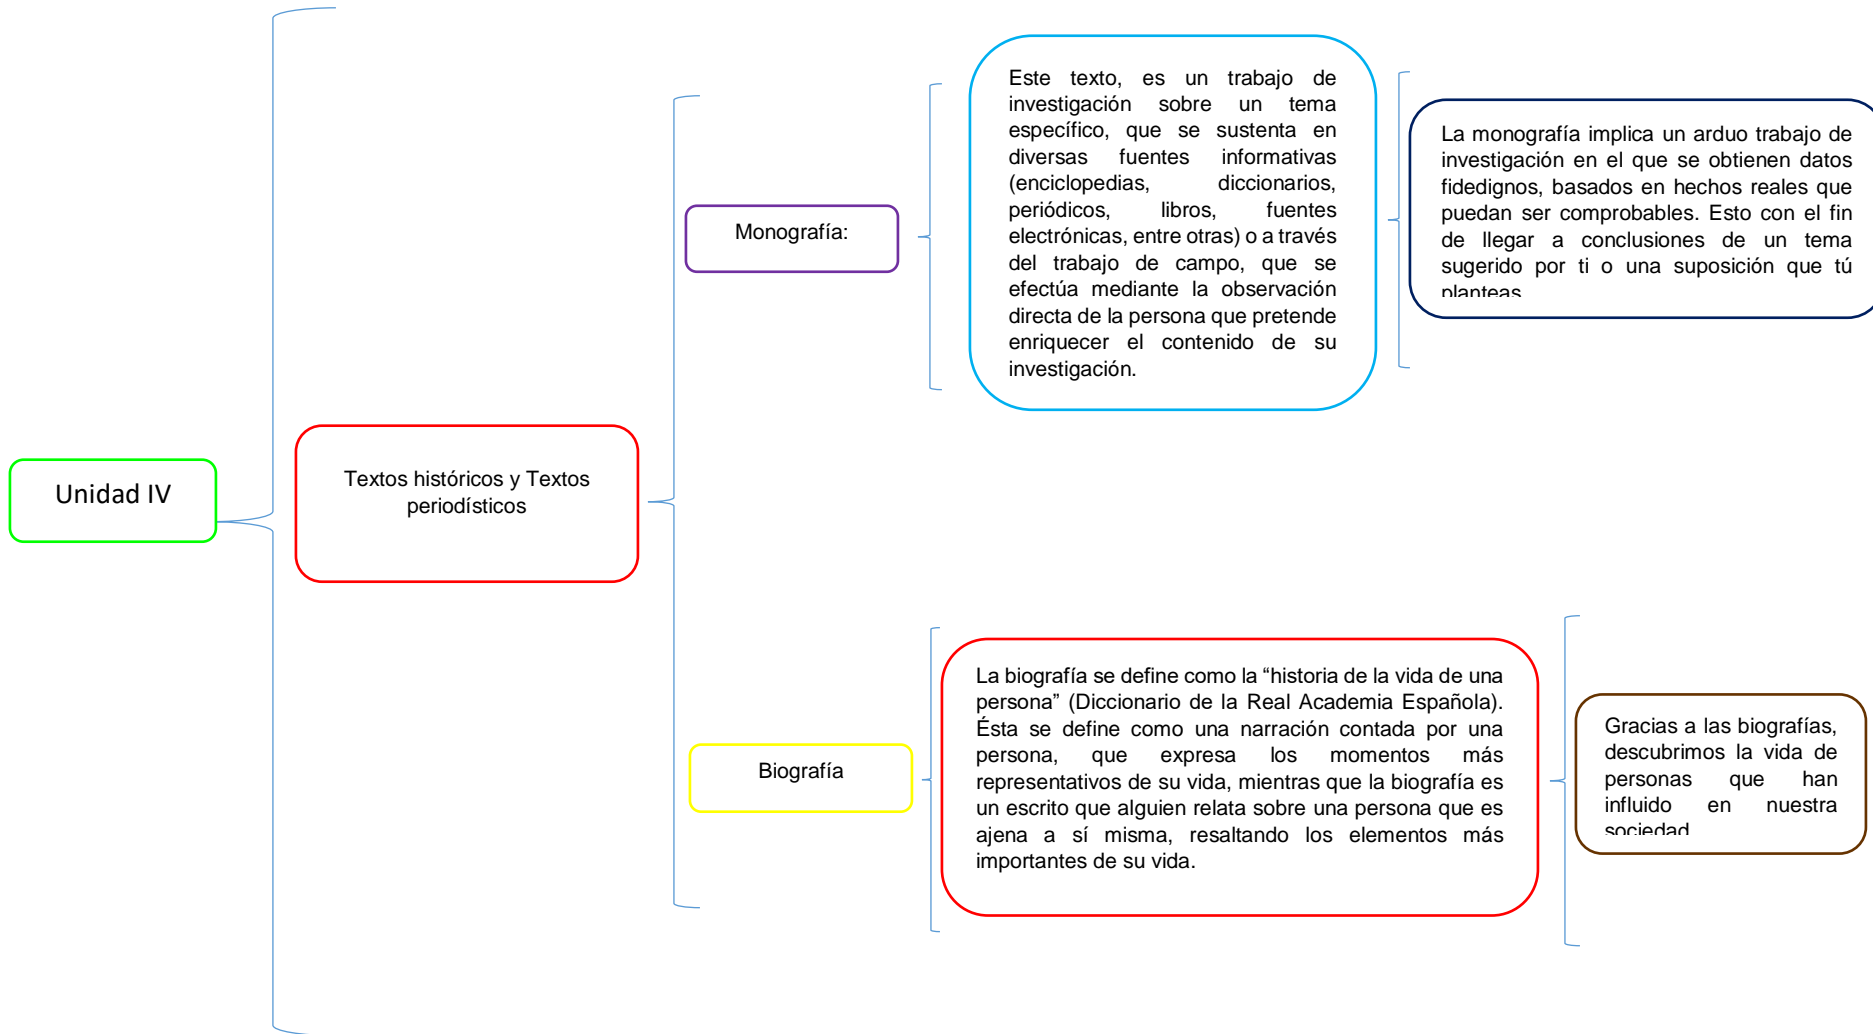 Unidad IV
Textos históricos y Textos
periodísticos
Monografía:
Este texto, es un trabajo de
investigación sobre un tema
específico, que se sustenta en
diversas fuentes informativas
(enciclopedias, diccionarios,
periódicos, libros, fuentes
electrónicas, entre otras) o a través
del trabajo de campo, que se
efectúa mediante la observación
directa de la persona que pretende
enriquecer el contenido de su
investigación.
La monografía implica un arduo trabajo de
investigación en el que se obtienen datos
fidedignos, basados en hechos reales que
puedan ser comprobables. Esto con el fin
de llegar a conclusiones de un tema
sugerido por ti o una suposición que tú
planteas
Biografía
La biografía se define como la “historia de la vida de una
persona” (Diccionario de la Real Academia Española).
Ésta se define como una narración contada por una
persona, que expresa los momentos más
representativos de su vida, mientras que la biografía es
un escrito que alguien relata sobre una persona que es
ajena a sí misma, resaltando los elementos más
importantes de su vida.
Gracias a las biografías,
descubrimos la vida de
personas que han
influido en nuestra
sociedad